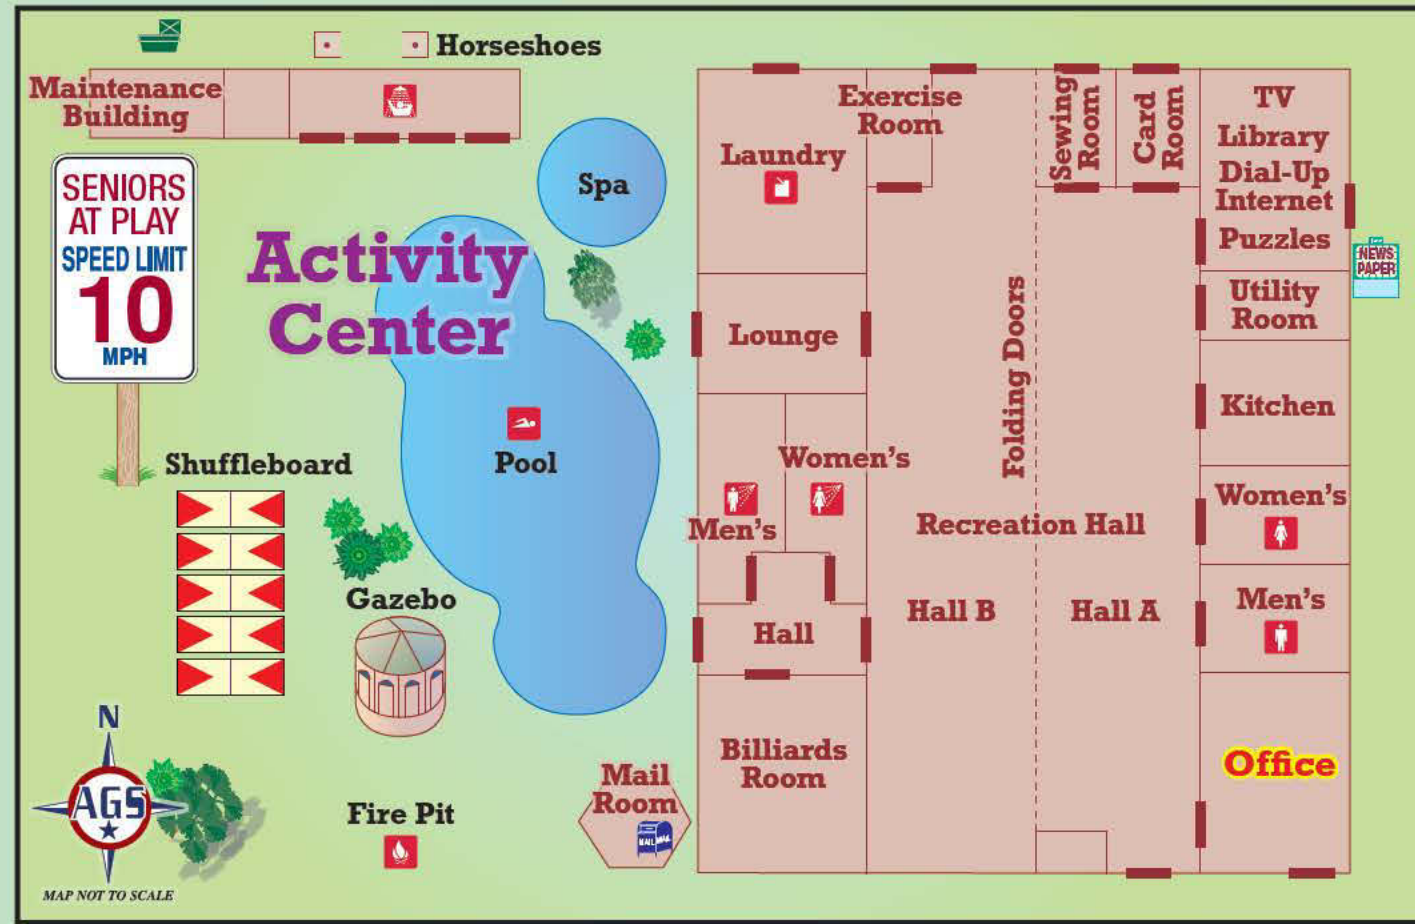 Horseshoes
Maintenance
Building
SENIORS
AT PLAY
SPEED LIMIT
10
MPH
Activity
Center
Spa
Pool
Shuffleboard
Gazebo
Fire Pit
Mail
Room
MAIL
N
AGS
MAP NOT TO SCALE
Laundry
Exercise
Room
Sewing
Room
Card
Room
TV
Library
Dial-Up
Internet
Puzzles
NEWS
PAPER
Lounge
Folding Doors
Utility
Room
Kitchen
Women's
Men's
Recreation Hall
Women's
Hall
Hall B
Hall A
Men's
Billiards
Room
Office